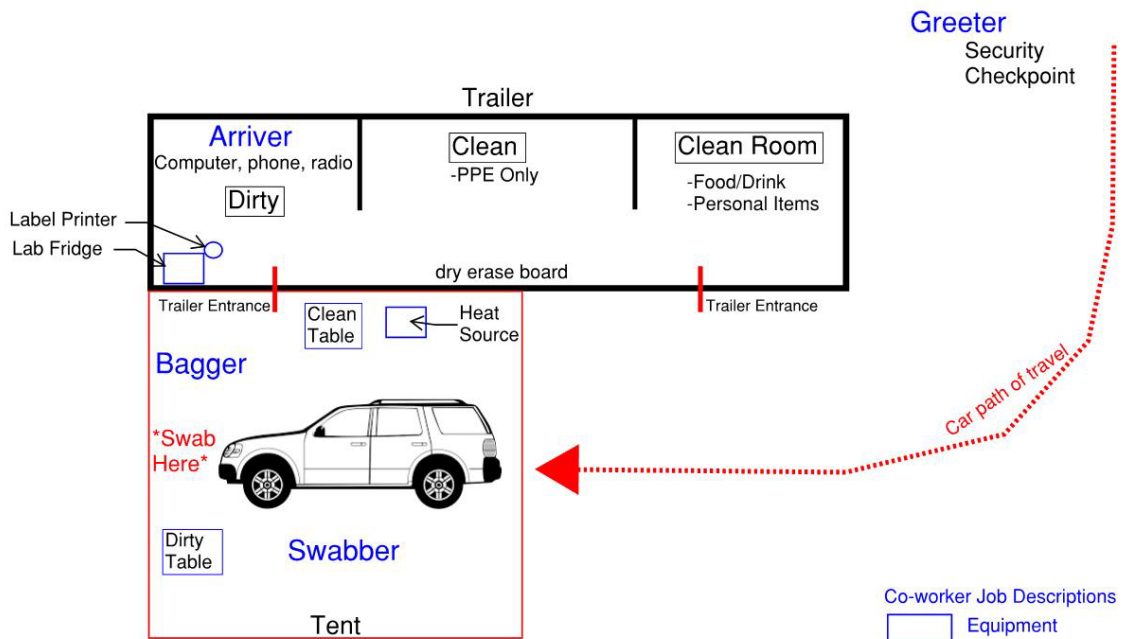 Greeter
Security
Checkpoint
Trailer
Arriver
Computer, phone, radio
Dirty
Clean
-PPE Only
Clean Room
-Food/Drink
-Personal Items
Label Printer
Lab Fridge
dry erase board
Trailer Entrance
Trailer Entrance
Clean
Table
Heat
Source
Bagger
*Swab
Here*
Car path of travel
Dirty
Table
Swabber
Tent
Co-worker Job Descriptions
Equipment